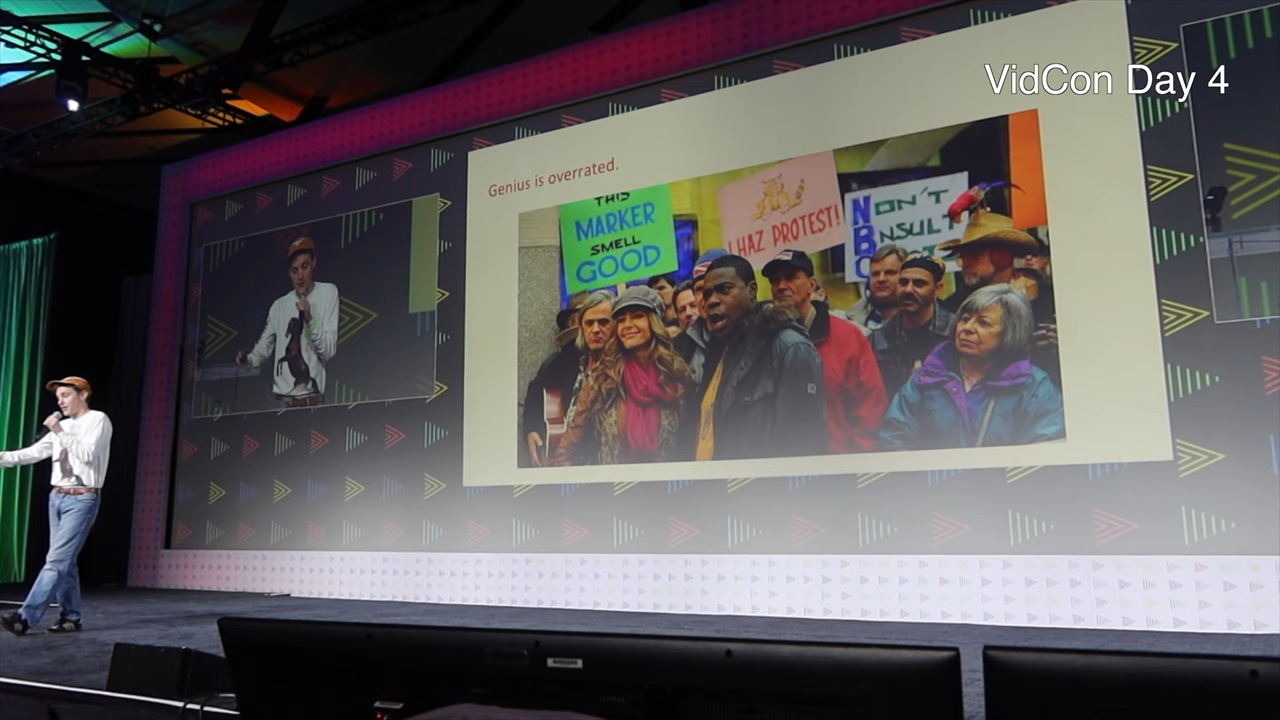 VidCon Day 4
Genius is overrated.
THIS
MARKER
SMELL
GOOD
I HAZ PROTEST!
DON'T
INSULT
NBC